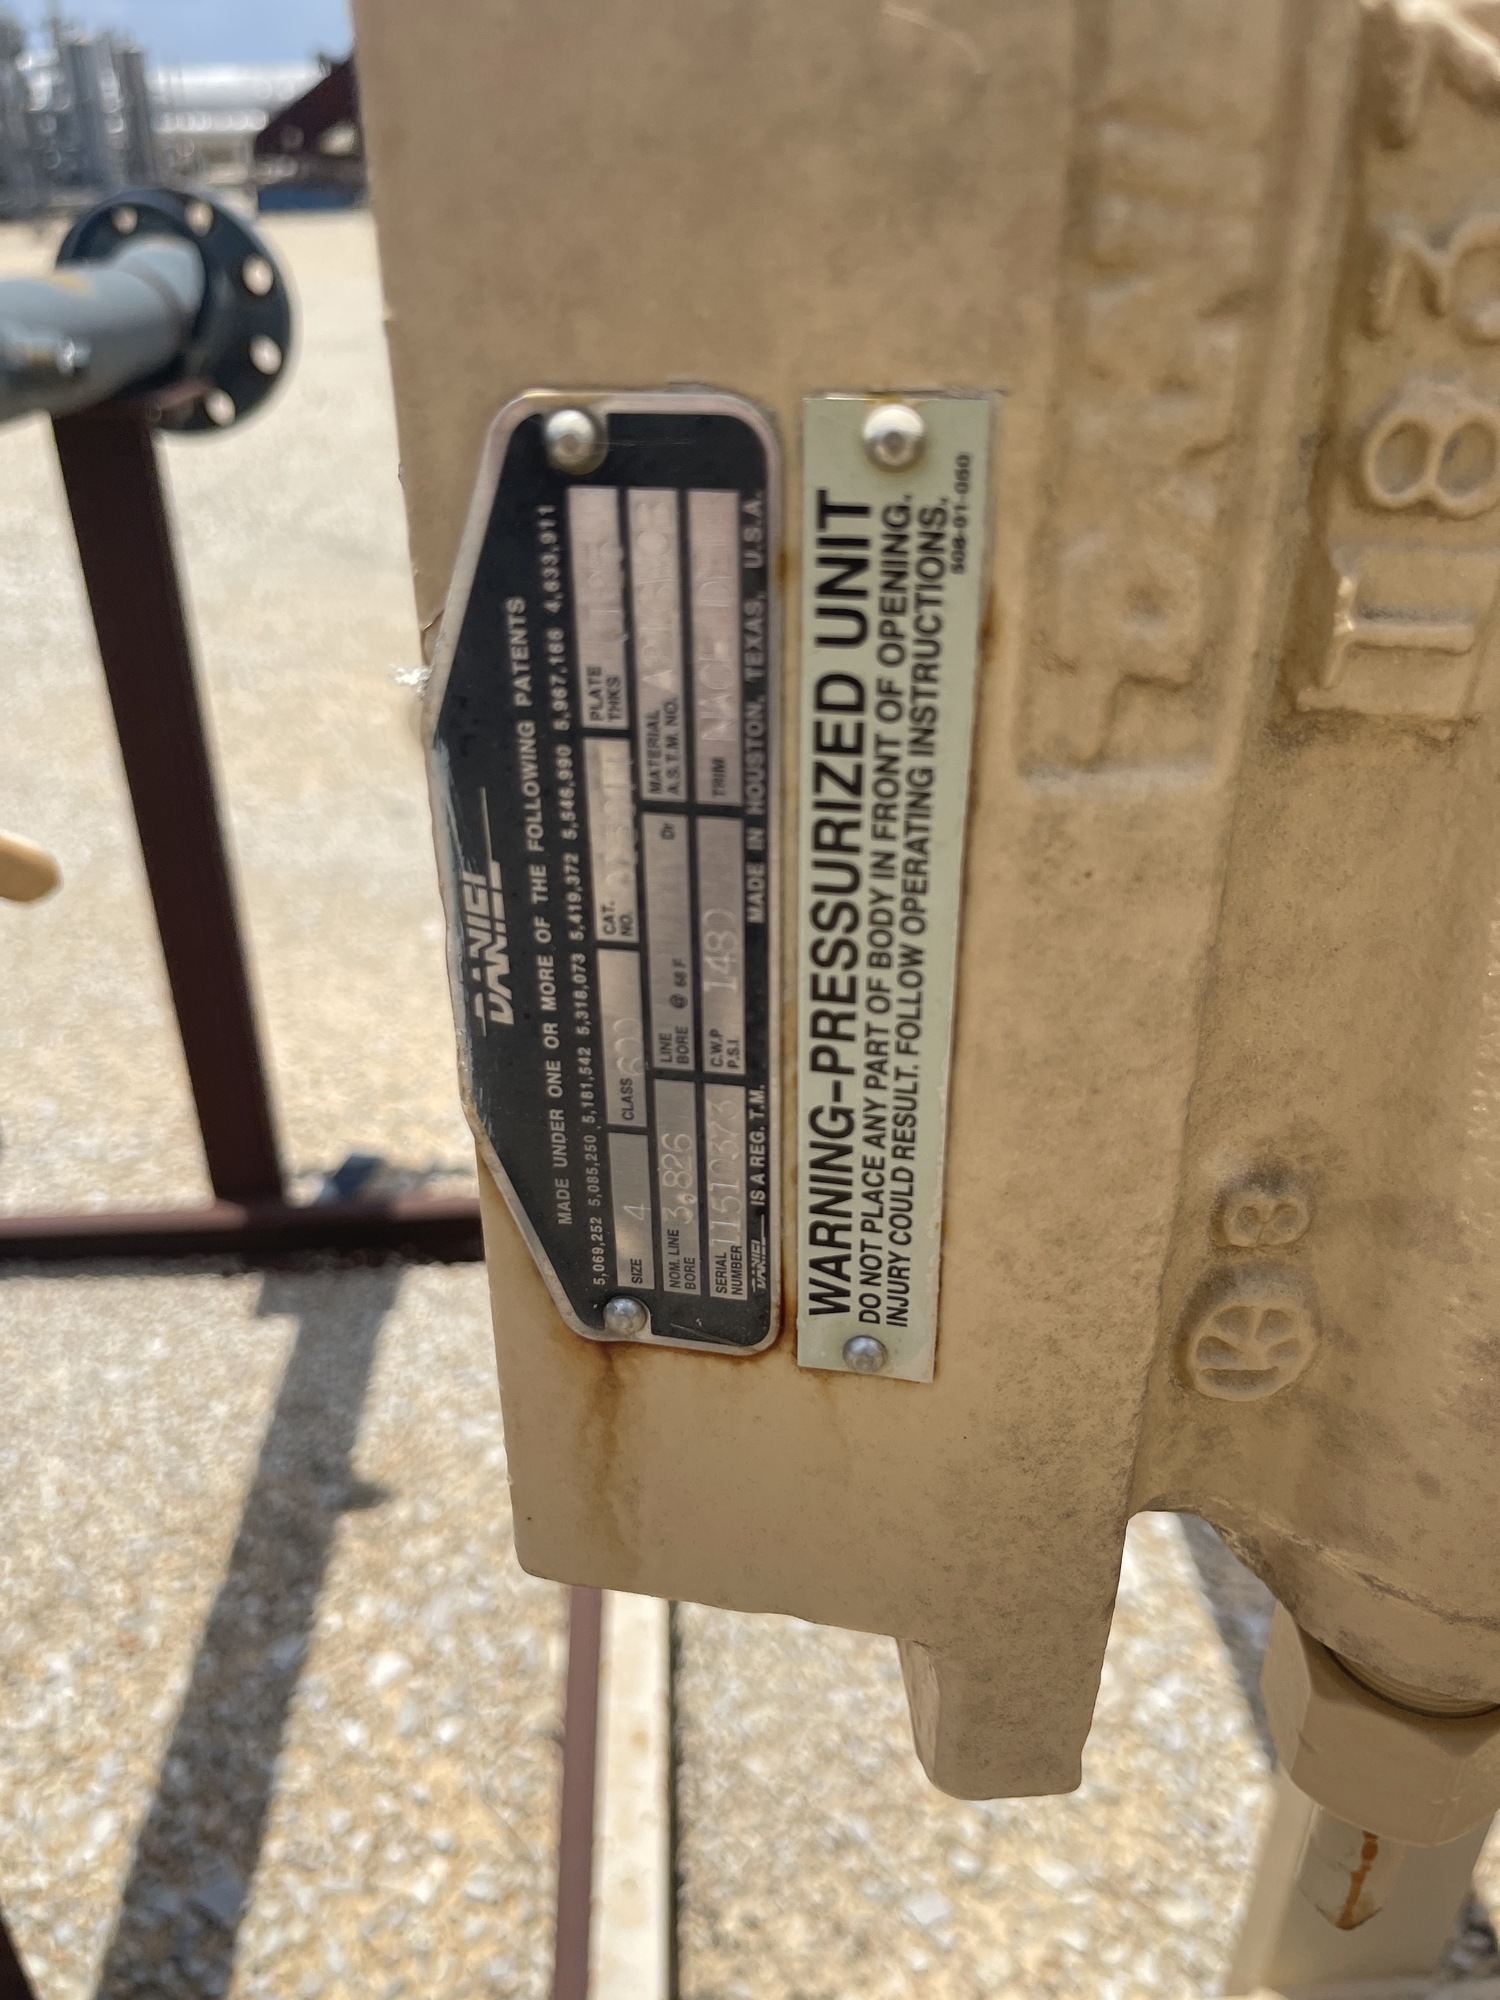 DANIEL
MADE UNDER ONE OR MORE OF THE FOLLOWING PATENTS
5,069,252 5,085,250 5,181,542 5,318,073 5,419,372 5,546,990 5,967,166 4,633,911
SIZE 4 CLASS 600 CAT. NO. PLATE THKS
NOM. LINE BORE 3.826 LINE BORE @ 68 F. Dr MATERIAL A.S.T.M. NO.
SERIAL NUMBER C.W.P P.S.I. 1480 TRIM NACE
DANIEL IS A REG. T.M. MADE IN HOUSTON, TEXAS, U.S.A.
WARNING-PRESSURIZED UNIT
DO NOT PLACE ANY PART OF BODY IN FRONT OF OPENING.
INJURY COULD RESULT. FOLLOW OPERATING INSTRUCTIONS.
508-01-060
8